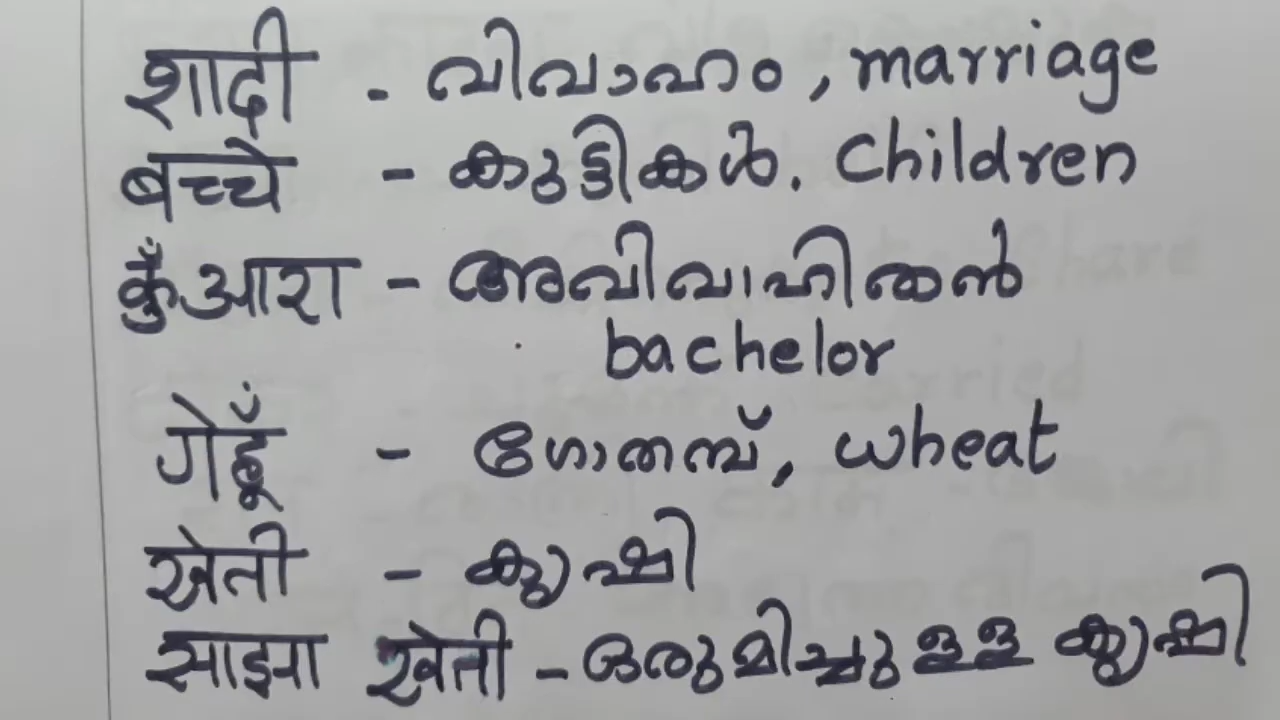 शादी - വിവാഹം, marriage
बच्चे - കുട്ടികൾ. Children
कुँआरा - അവിവാഹിതൻ
bachelor
गेहूँ - ഗോതമ്പ്, wheat
खेती - കൃഷി
साझा खेती - ഒരുമിച്ചുള്ള കൃഷി